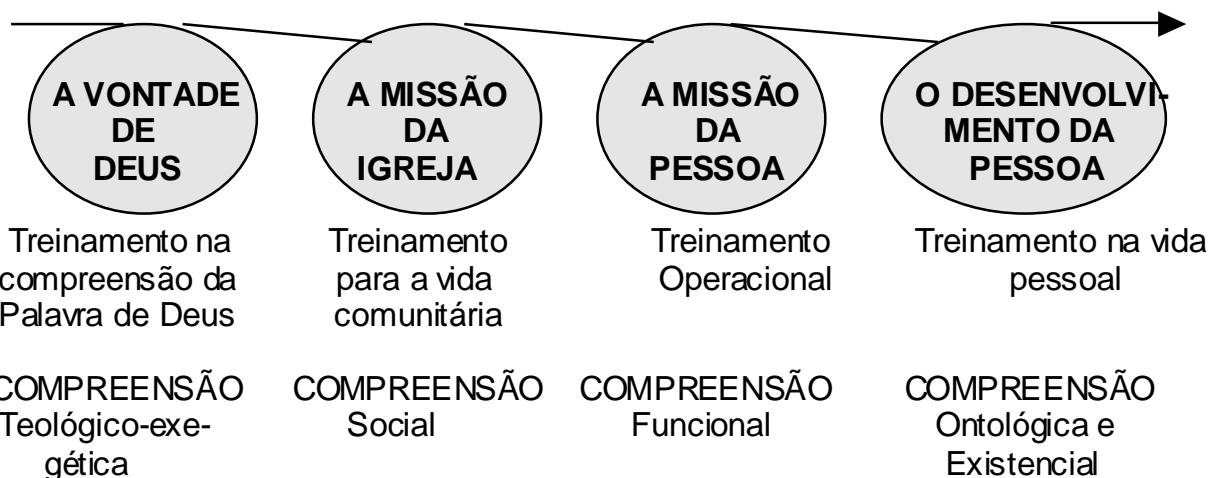 A VONTADE
DE
DEUS
A MISSÃO
DA
IGREJA
A MISSÃO
DA
PESSOA
O DESENVOLVI-
MENTO DA
PESSOA
Treinamento na
compreensão da
Palavra de Deus
Treinamento
para a vida
comunitária
Treinamento
Operacional
Treinamento na vida
pessoal
COMPREENSÃO
Teológico-exe-
gética
COMPREENSÃO
Social
COMPREENSÃO
Funcional
COMPREENSÃO
Ontológica e
Existencial